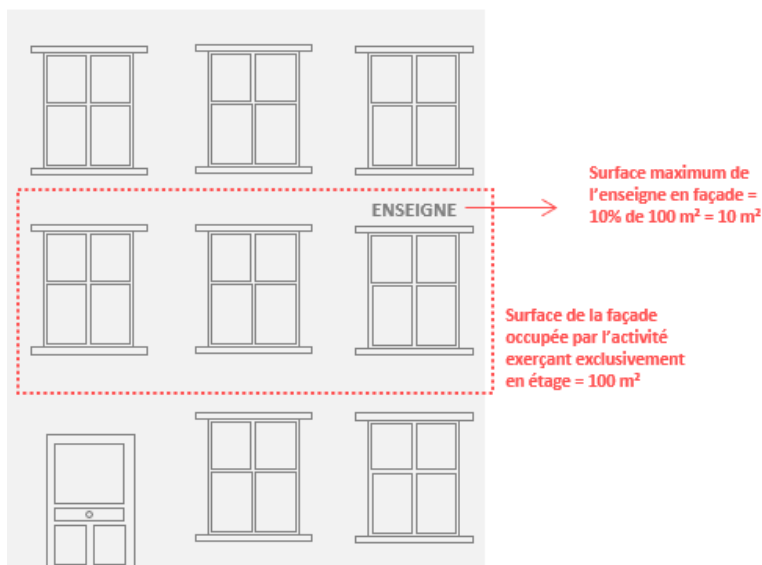 Surface maximum de
l'enseigne en façade =
10% de 100 m² = 10 m²
ENSEIGNE
Surface de la façade
occupée par l'activité
exerçant exclusivement
en étage = 100 m²